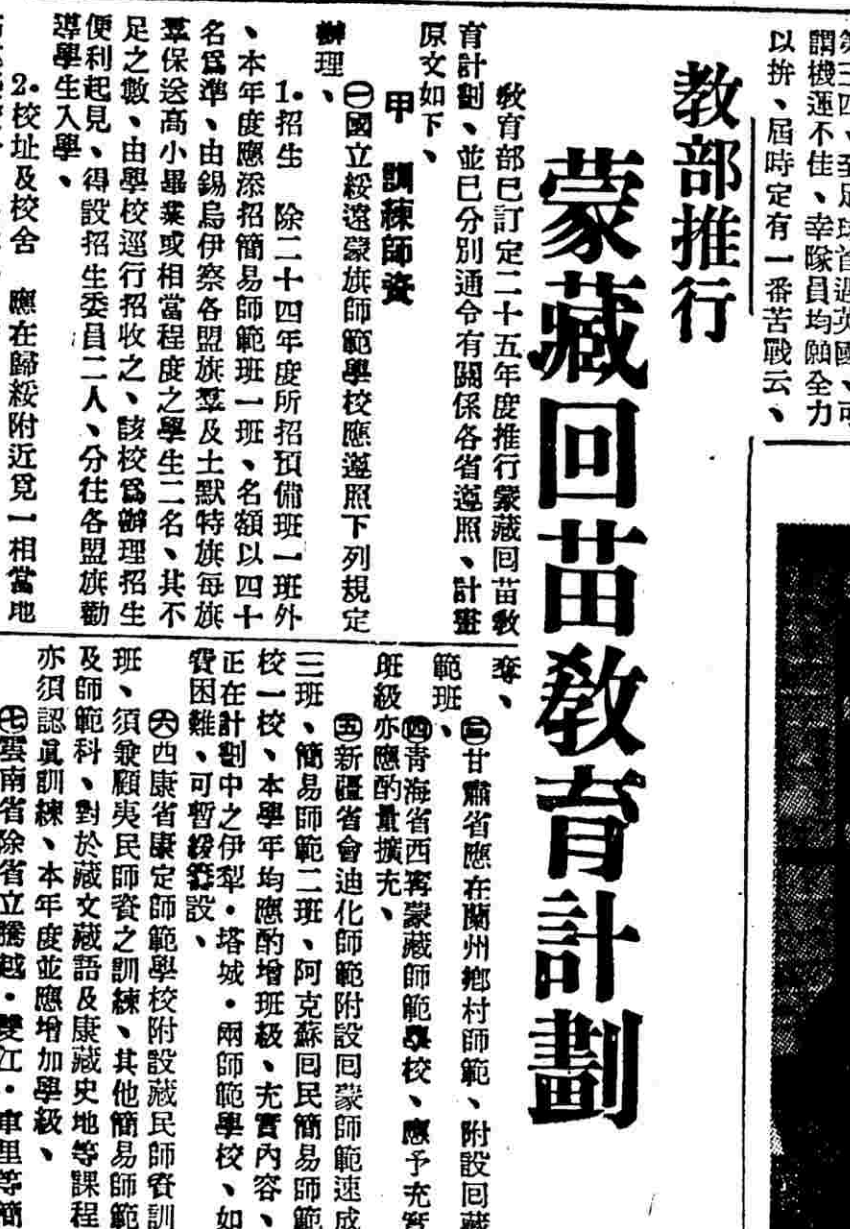 第三四、至足球首遇英國、可
謂機運不佳、幸隊員均願全力
以拚、屆時定有一番苦戰云、
教部推行
蒙藏回苗教育計劃
教育部已訂定二十五年度推行蒙藏回苗教
育計劃、並已分別通令有關係各省遵照、計畫
原文如下、
甲 訓練師資
㊀國立綏遠蒙旗師範學校應遵照下列規定
辦理、
1.招生 除二十四年度所招預備班一班外
、本年度應添招簡易師範班一班、名額以四十
名爲準、由錫烏伊察各盟族羣及土默特旗每旗
羣保送高小畢業或相當程度之學生二名、其不
足之數、由學校逕行招收之、該校爲辦理招生
便利起見、得設招生委員二人、分往各盟旗勸
導學生入學、
2.校址及校舍 應在歸綏附近覓一相當地
奪、
㊂甘肅省應在蘭州鄉村師範、附設回藏
範班、
㊃青海省西寗蒙藏師範學校、應予充實
班級亦應酌量擴充、
㊄新疆省會迪化師範附設回蒙師範速成
三班、簡易師範二班、阿克蘇回民簡易師範
校一校、本學年均應酌增班級、充實內容、
正在計劃中之伊犁・塔城・兩師範學校、如
費困難、可暫緩籌設、
㊅西康省康定師範學校附設藏民師資訓
班、須兼顧夷民師資之訓練、其他簡易師範
及師範科、對於藏文藏語及康藏史地等課程
亦須認眞訓練、本年度並應增加學級、
㊆雲南省除省立騰越・雙江・車里等簡